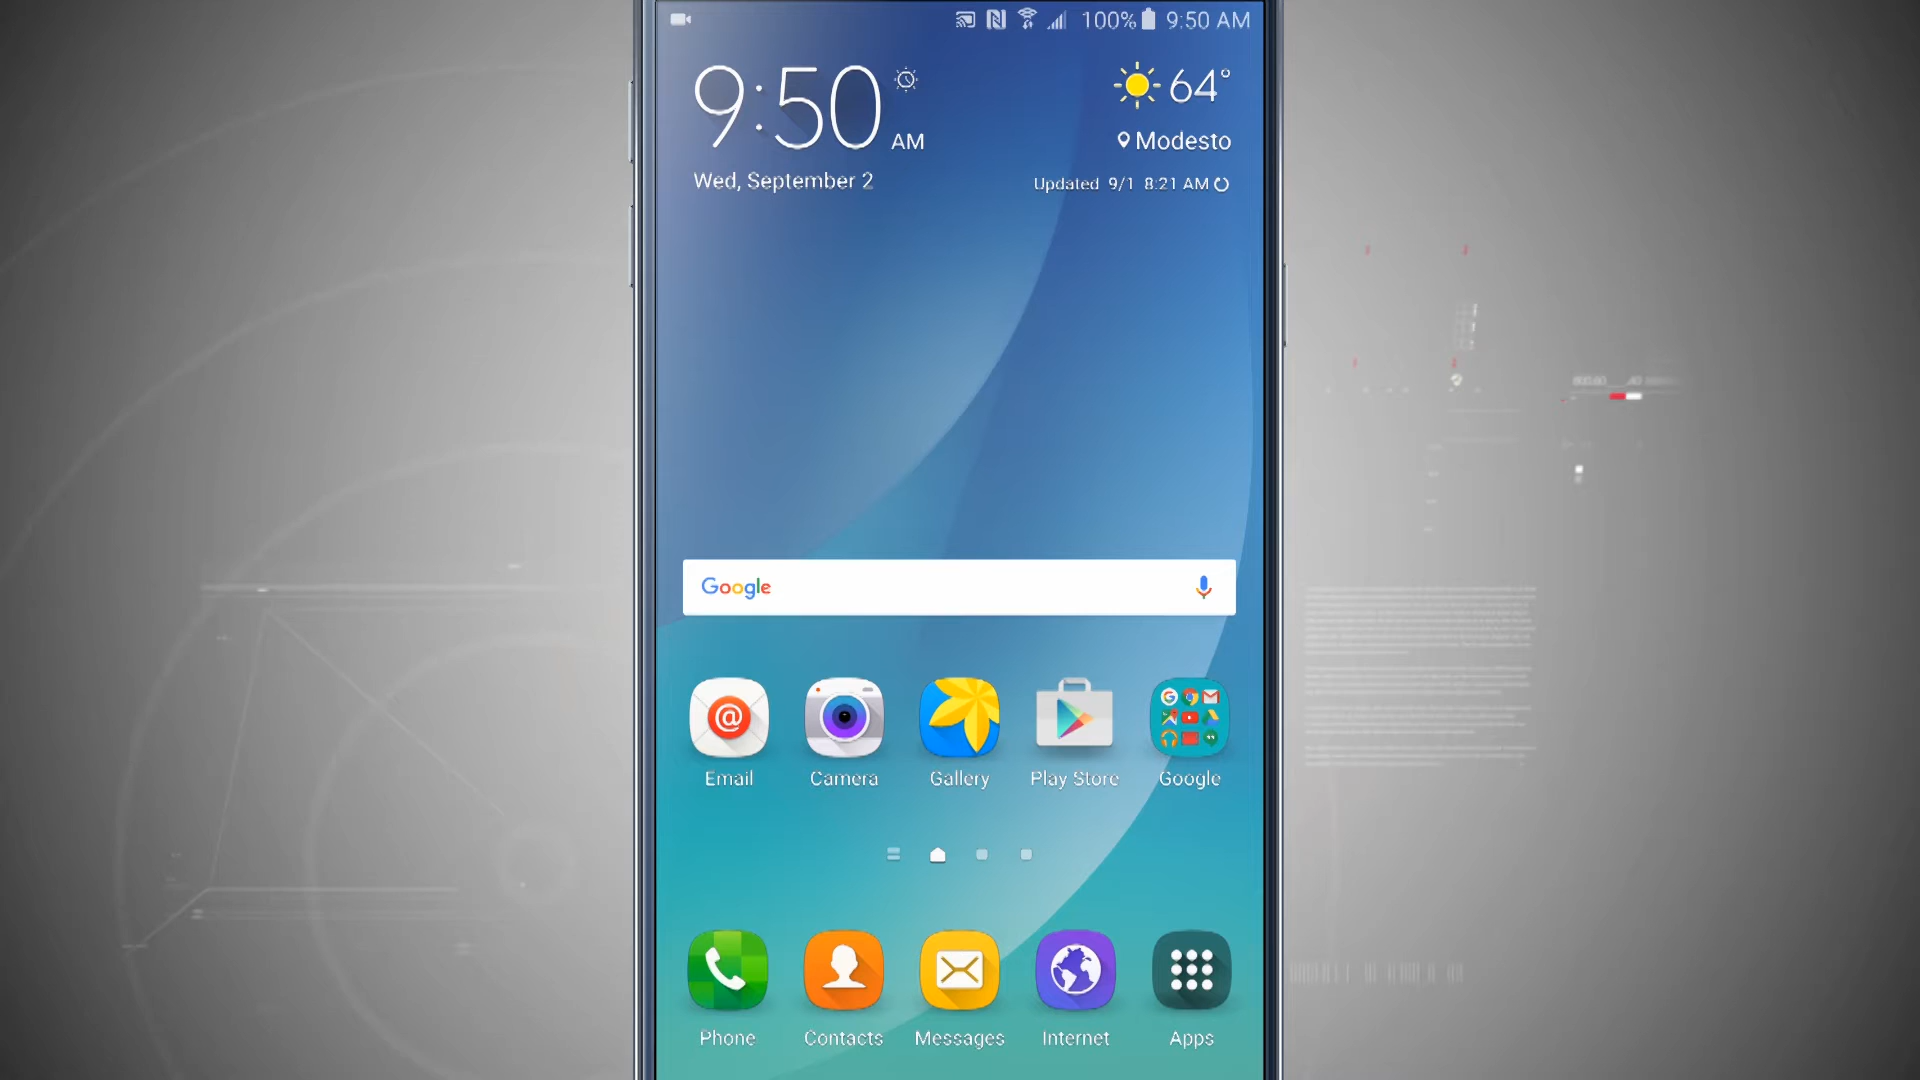 100% 9:50 AM
9:50 AM
64°
Modesto
Wed, September 2
Updated 9/1 8:21 AM
Google
Email Camera Gallery Play Store Google
Phone Contacts Messages Internet Apps